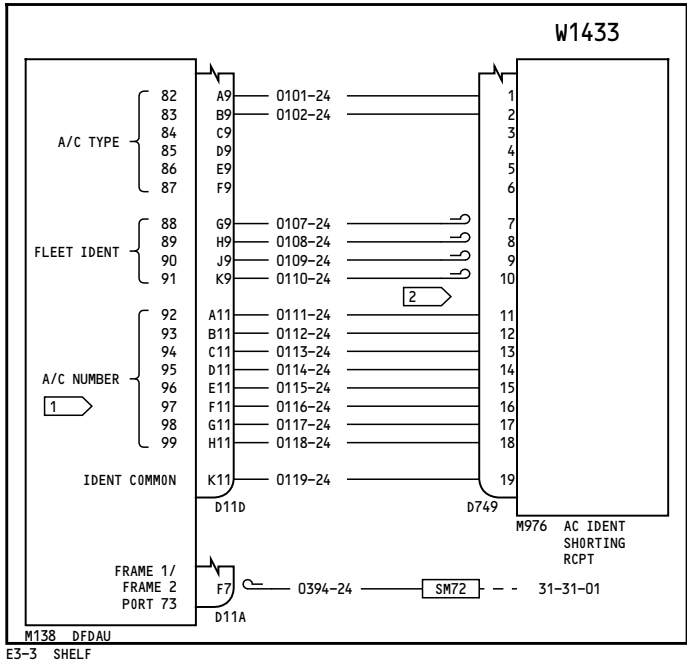 W1433
82 A9 0101-24 1
83 B9 0102-24 2
84 C9 3
A/C TYPE
85 D9 4
86 E9 5
87 F9 6
88 G9 0107-24 7
89 H9 0108-24 8
FLEET IDENT
90 J9 0109-24 9
91 K9 0110-24 10
2
92 A11 0111-24 11
93 B11 0112-24 12
94 C11 0113-24 13
95 D11 0114-24 14
A/C NUMBER
96 E11 0115-24 15
1
97 F11 0116-24 16
98 G11 0117-24 17
99 H11 0118-24 18
IDENT COMMON K11 0119-24 19
D11D D749
M976 AC IDENT
SHORTING
RCPT
FRAME 1/
FRAME 2 F7 0394-24 SM72 31-31-01
PORT 73
D11A
M138 DFDAU
E3-3 SHELF